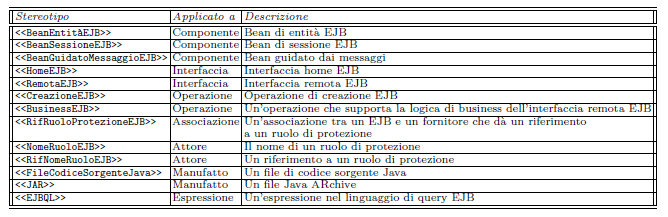 Stereotipo Applicato a Descrizione
<<BeanEntitàEJB>> Componente Bean di entità EJB
<<BeanSessioneEJB>> Componente Bean di sessione EJB
<<BeanGuidatoMessaggioEJB>> Componente Bean guidato dai messaggi
<<HomeEJB>> Interfaccia Interfaccia home EJB
<<RemotaEJB>> Interfaccia Interfaccia remota EJB
<<CreazioneEJB>> Operazione Operazione di creazione EJB
<<BusinessEJB>> Operazione Un'operazione che supporta la logica di business dell'interfaccia remota EJB
<<RifRuoloProtezioneEJB>> Associazione Un'associazione tra un EJB e un fornitore che dà un riferimento
a un ruolo di protezione
<<NomeRuoloEJB>> Attore Il nome di un ruolo di protezione
<<RifNomeRuoloEJB>> Attore Un riferimento a un ruolo di protezione
<<FileCodiceSorgenteJava>> Manufatto Un file di codice sorgente Java
<<JAR>> Manufatto Un file Java ARchive
<<EJBQL>> Espressione Un'espressione nel linguaggio di query EJB